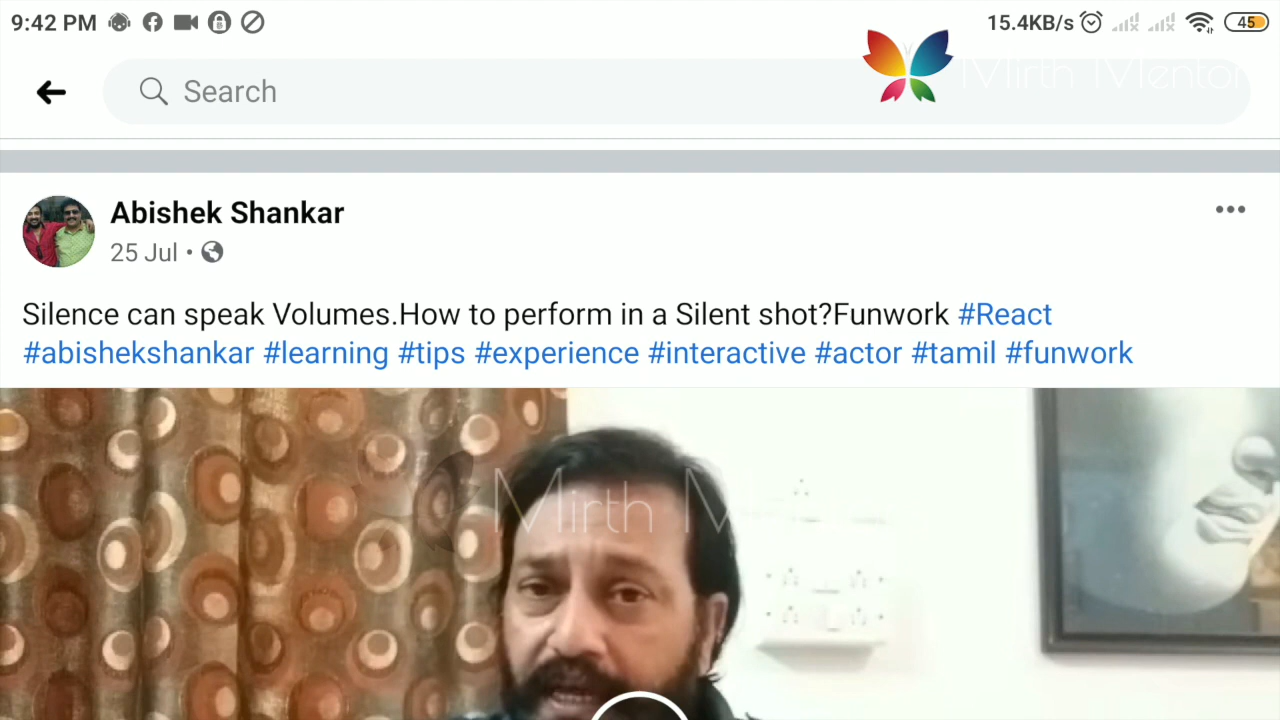 9:42 PM 15.4KB/s 45
Search
Mirth Mentor
Abishek Shankar
25 Jul •
Silence can speak Volumes.How to perform in a Silent shot?Funwork #React
#abishekshankar #learning #tips #experience #interactive #actor #tamil #funwork
Mirth M